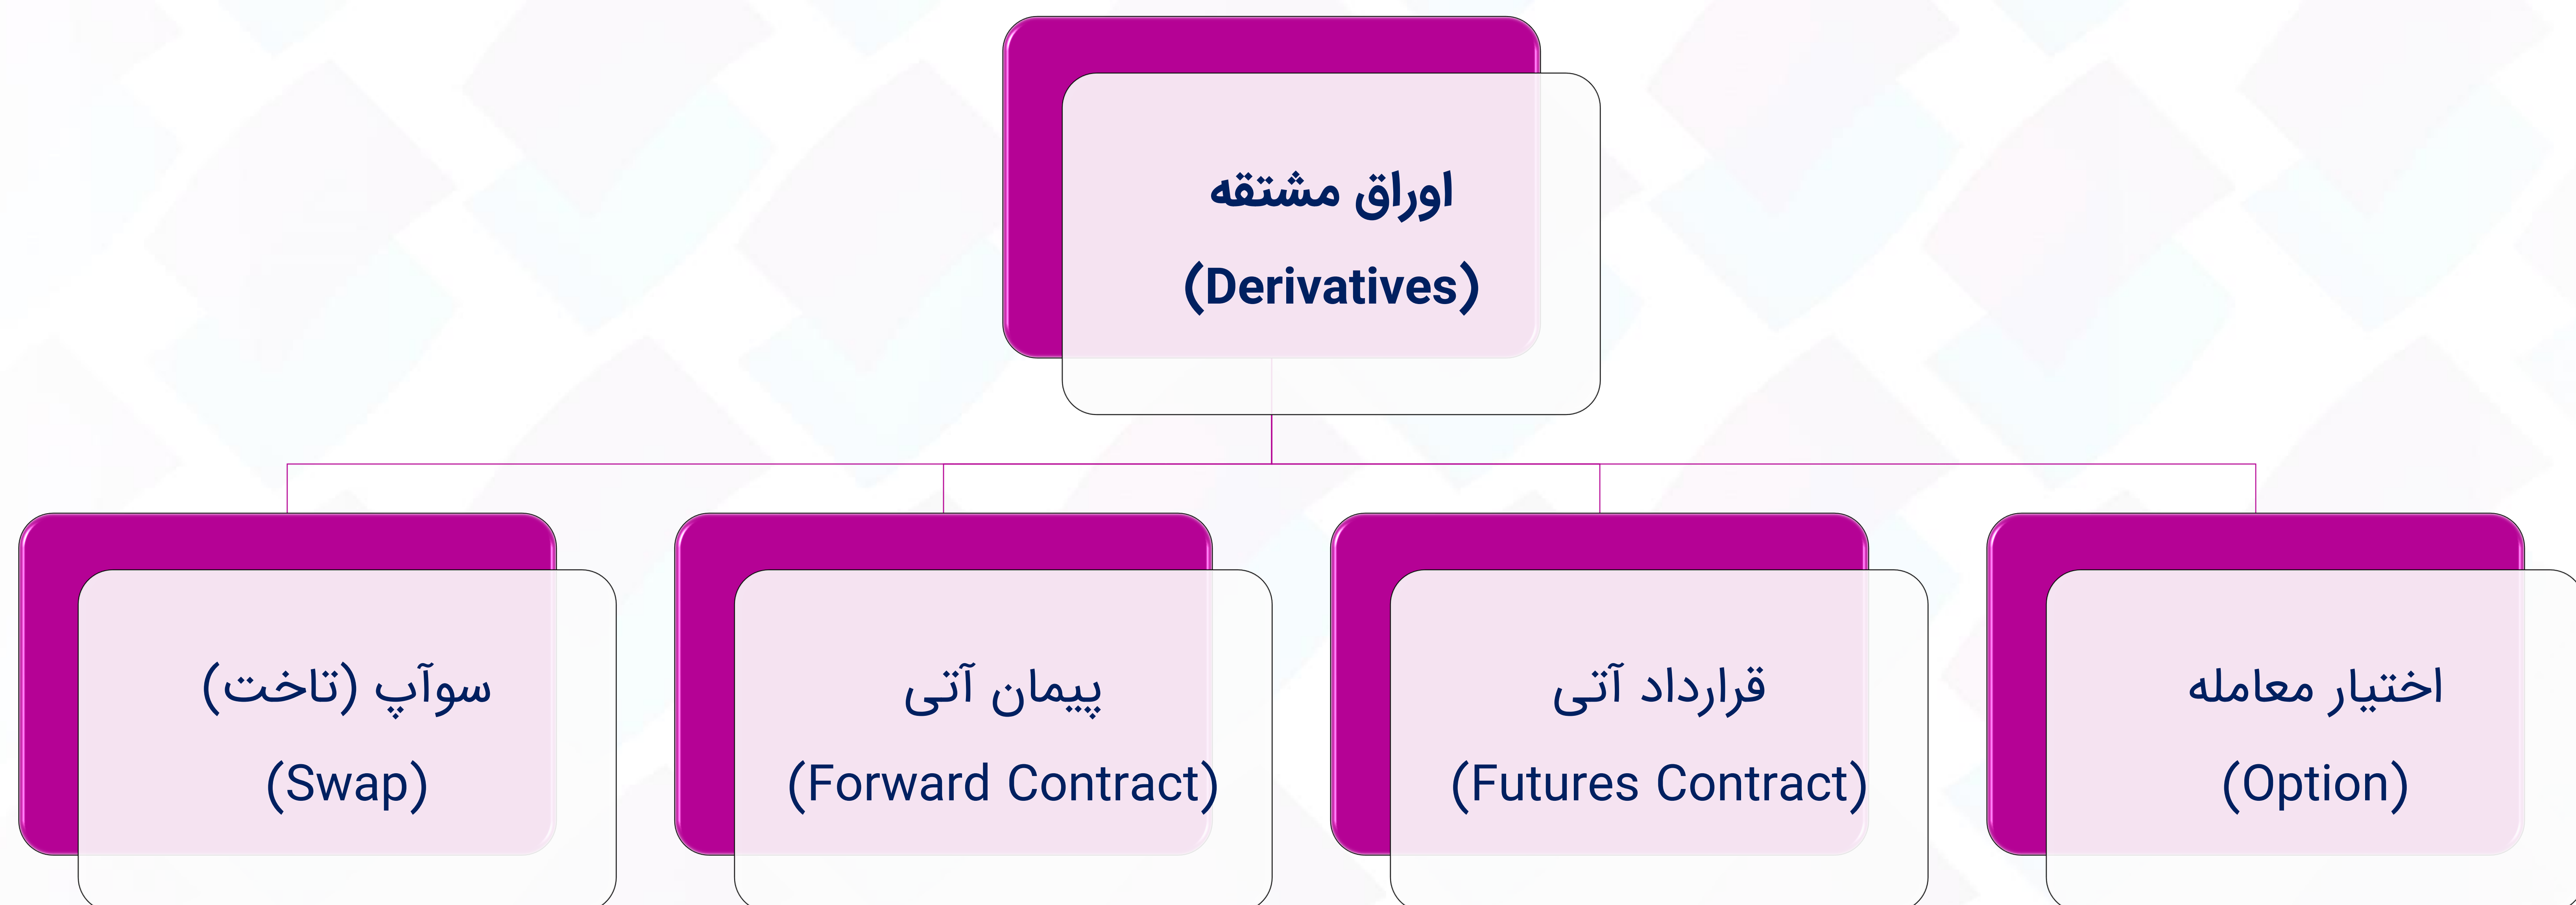 اوراق مشتقه
(Derivatives)
اختیار معامله
(Option)
قرارداد آتی
(Futures Contract)
پیمان آتی
(Forward Contract)
سوآپ (تاخت)
(Swap)